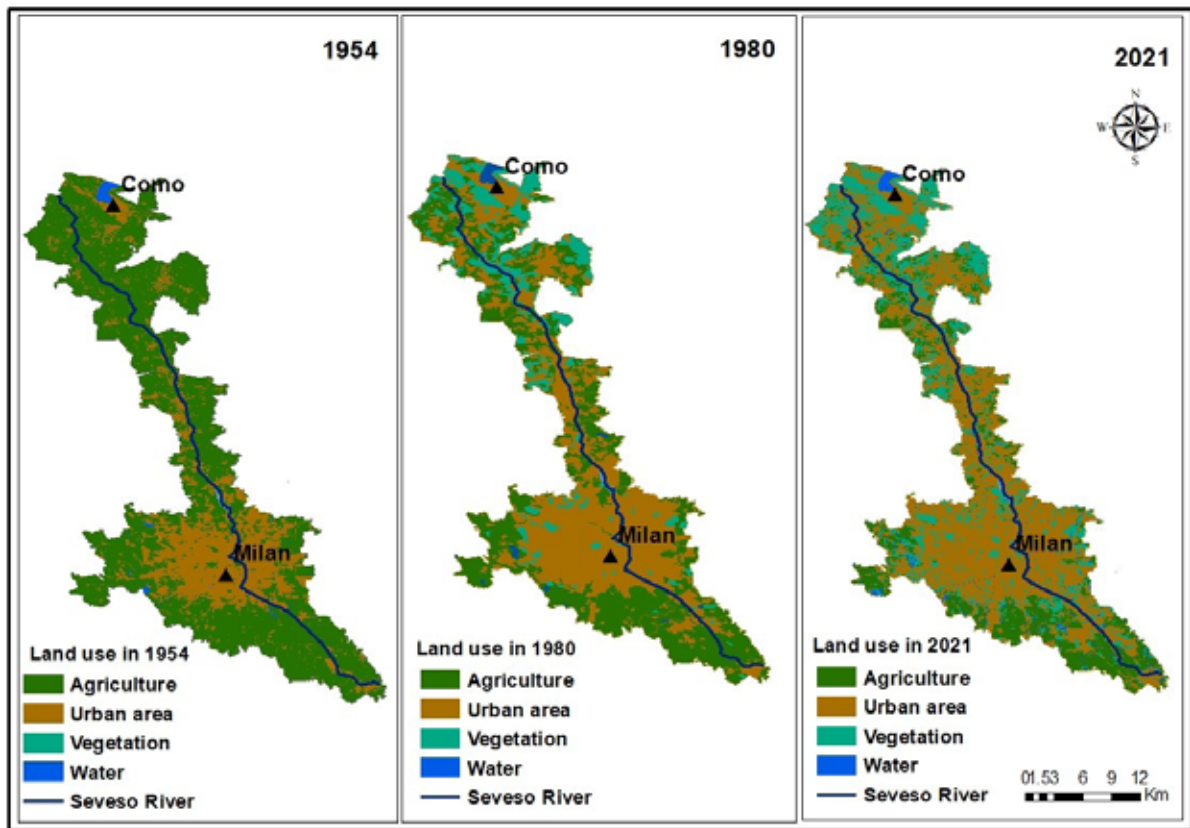 1954
Como
Milan
Land use in 1954
Agriculture
Urban area
Vegetation
Water
Seveso River
1980
Como
Milan
Land use in 1980
Agriculture
Urban area
Vegetation
Water
Seveso River
2021
N
W E
S
Como
Milan
Land use in 2021
Agriculture
Urban area
Vegetation
Water
Seveso River
01.53 6 9 12
Km